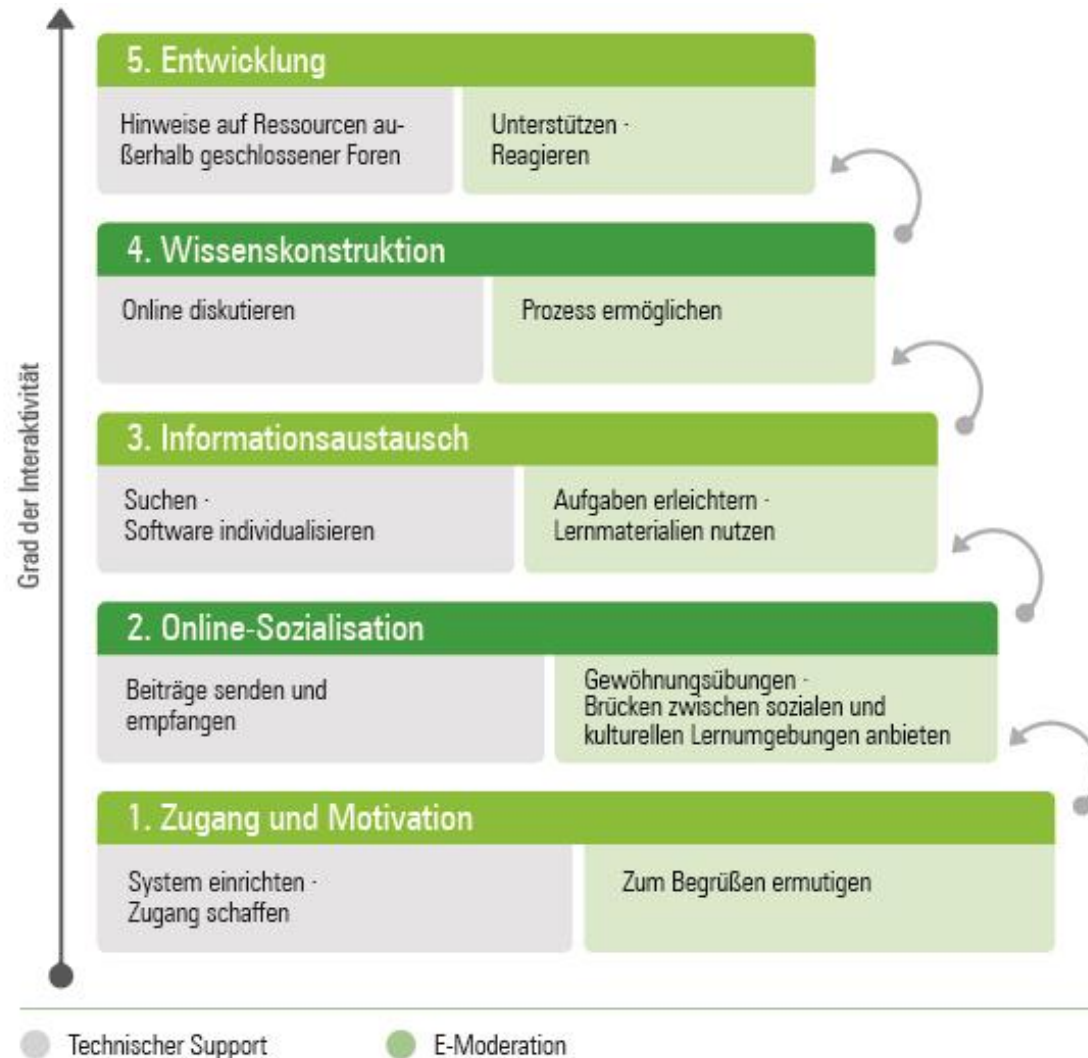 5. Entwicklung
Hinweise auf Ressourcen au-
ßerhalb geschlossener Foren
Unterstützen ·
Reagieren
4. Wissenskonstruktion
Online diskutieren
Prozess ermöglichen
Grad der Interaktivität
3. Informationsaustausch
Suchen ·
Software individualisieren
Aufgaben erleichtern ·
Lernmaterialien nutzen
2. Online-Sozialisation
Beiträge senden und
empfangen
Gewöhnungsübungen ·
Brücken zwischen sozialen und
kulturellen Lernumgebungen anbieten
1. Zugang und Motivation
System einrichten ·
Zugang schaffen
Zum Begrüßen ermutigen
Technischer Support
E-Moderation